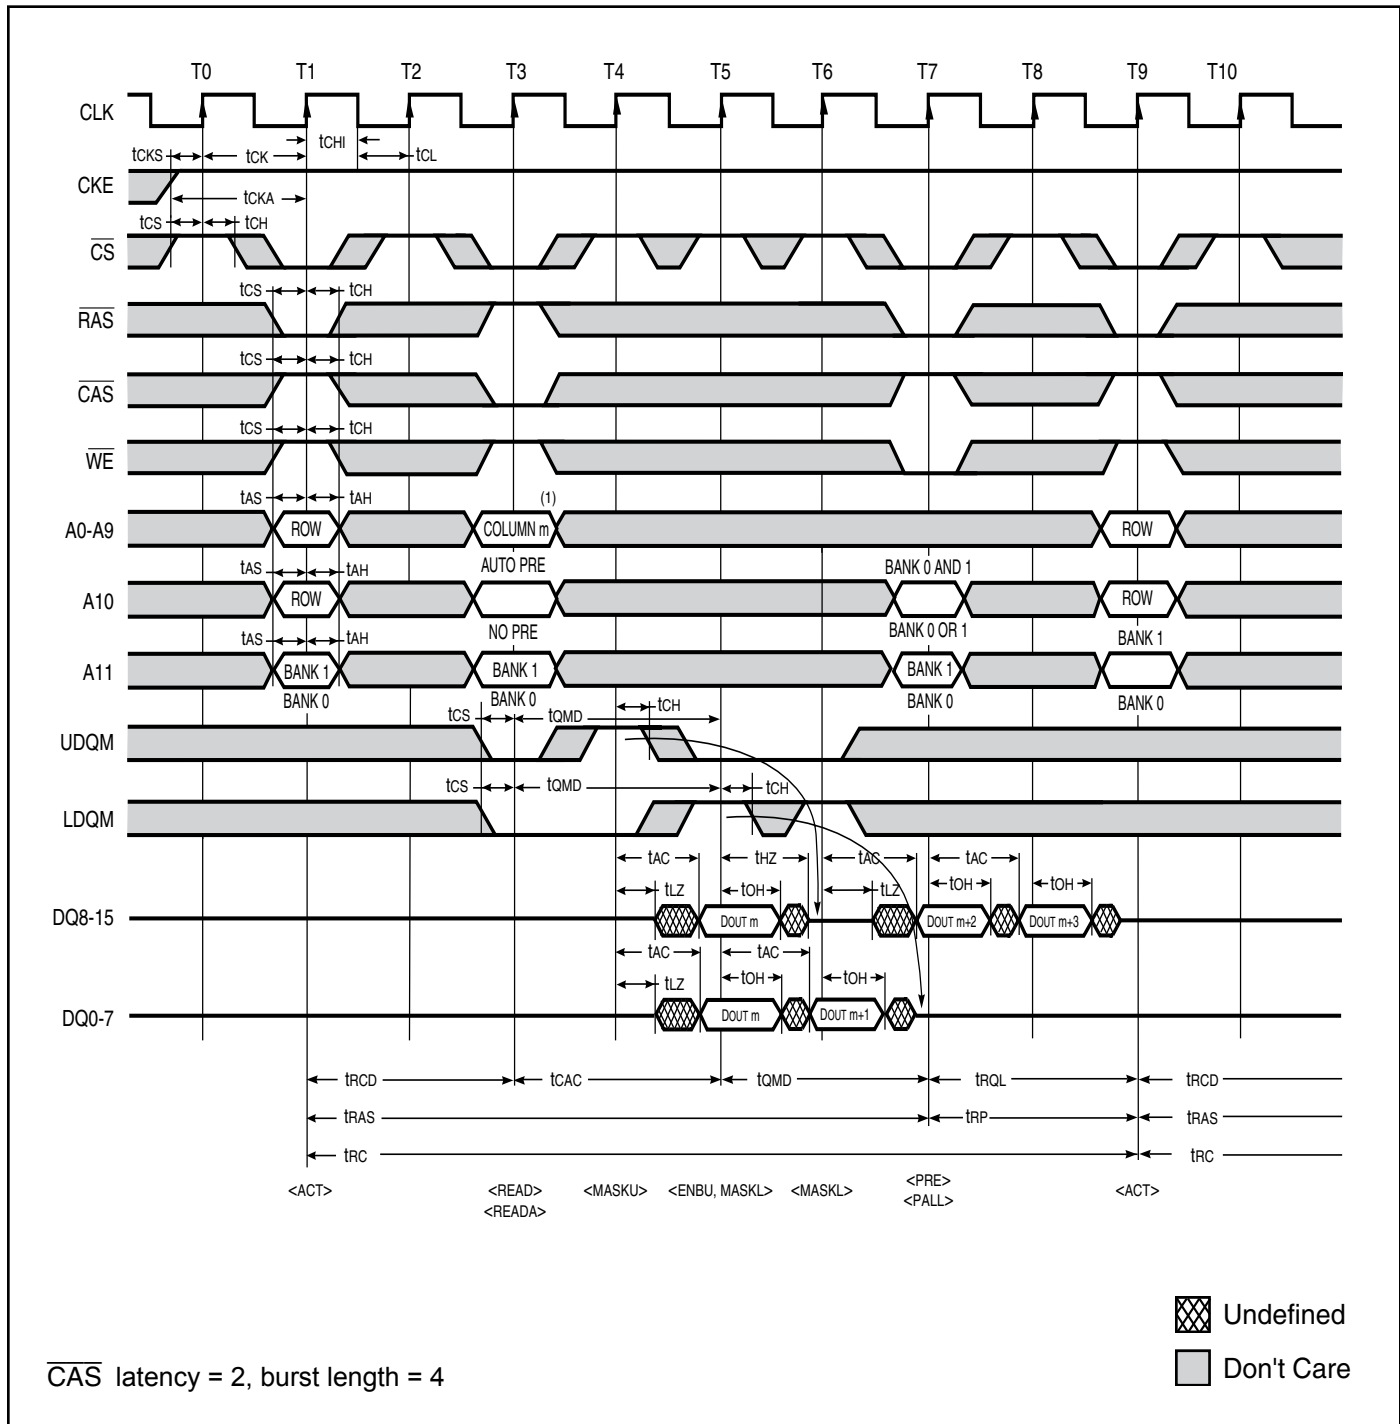 T0 T1 T2 T3 T4 T5 T6 T7 T8 T9 T10
CLK
tCHI
tCKS tCK tCL
CKE
tCKA
tCS tCH
CS
tCS tCH
RAS
tCS tCH
CAS
tCS tCH
WE
tAS tAH (1)
A0-A9 ROW COLUMN m ROW
tAS tAH AUTO PRE BANK 0 AND 1
A10 ROW ROW
NO PRE BANK 0 OR 1 BANK 1
tAS tAH
A11 BANK 1 BANK 1 BANK 1
BANK 0 BANK 0 BANK 0 BANK 0
tCS tQMD tCH
UDQM
tCS tQMD tCH
LDQM
tAC tHZ tAC tAC
tLZ tOH tLZ tOH tOH
DQ8-15 DOUT m DOUT m+2 DOUT m+3
tAC tAC
tLZ tOH tOH
DQ0-7 DOUT m DOUT m+1
tRCD tCAC tQMD tRQL tRCD
tRAS tRP tRAS
tRC tRC
<ACT> <READ> <MASKU> <ENBU, MASKL> <MASKL> <PRE> <ACT>
<READA> <PALL>
Undefined
Don't Care
CAS latency = 2, burst length = 4